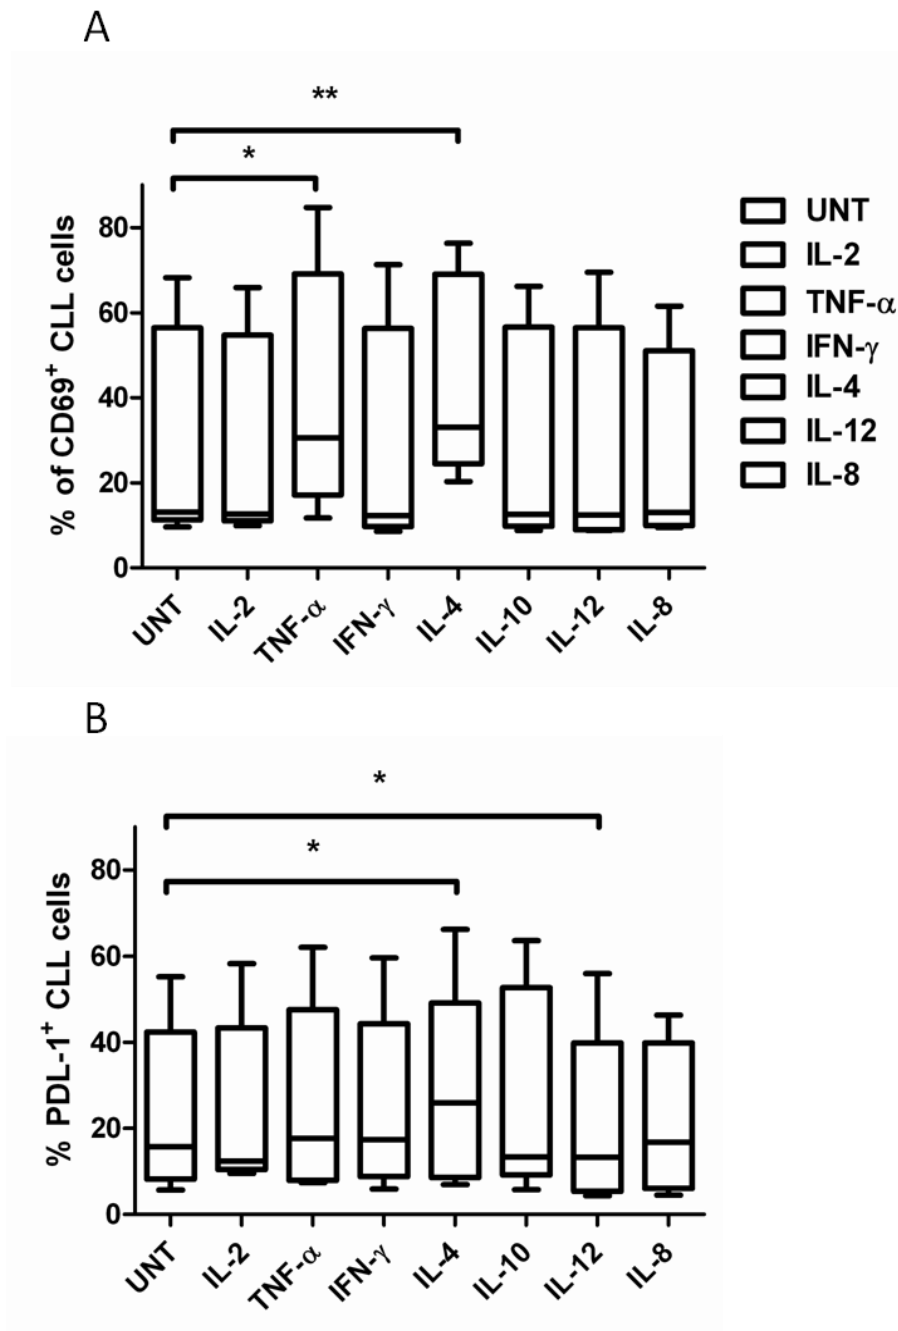 A
**
*
% of CD69+ CLL cells
80
60
40
20
0
UNT
IL-2
TNF-α
IFN-γ
IL-4
IL-10
IL-12
IL-8
UNT
IL-2
TNF-α
IFN-γ
IL-4
IL-12
IL-8
B
*
*
% PDL-1+ CLL cells
80
60
40
20
0
UNT
IL-2
TNF-α
IFN-γ
IL-4
IL-10
IL-12
IL-8